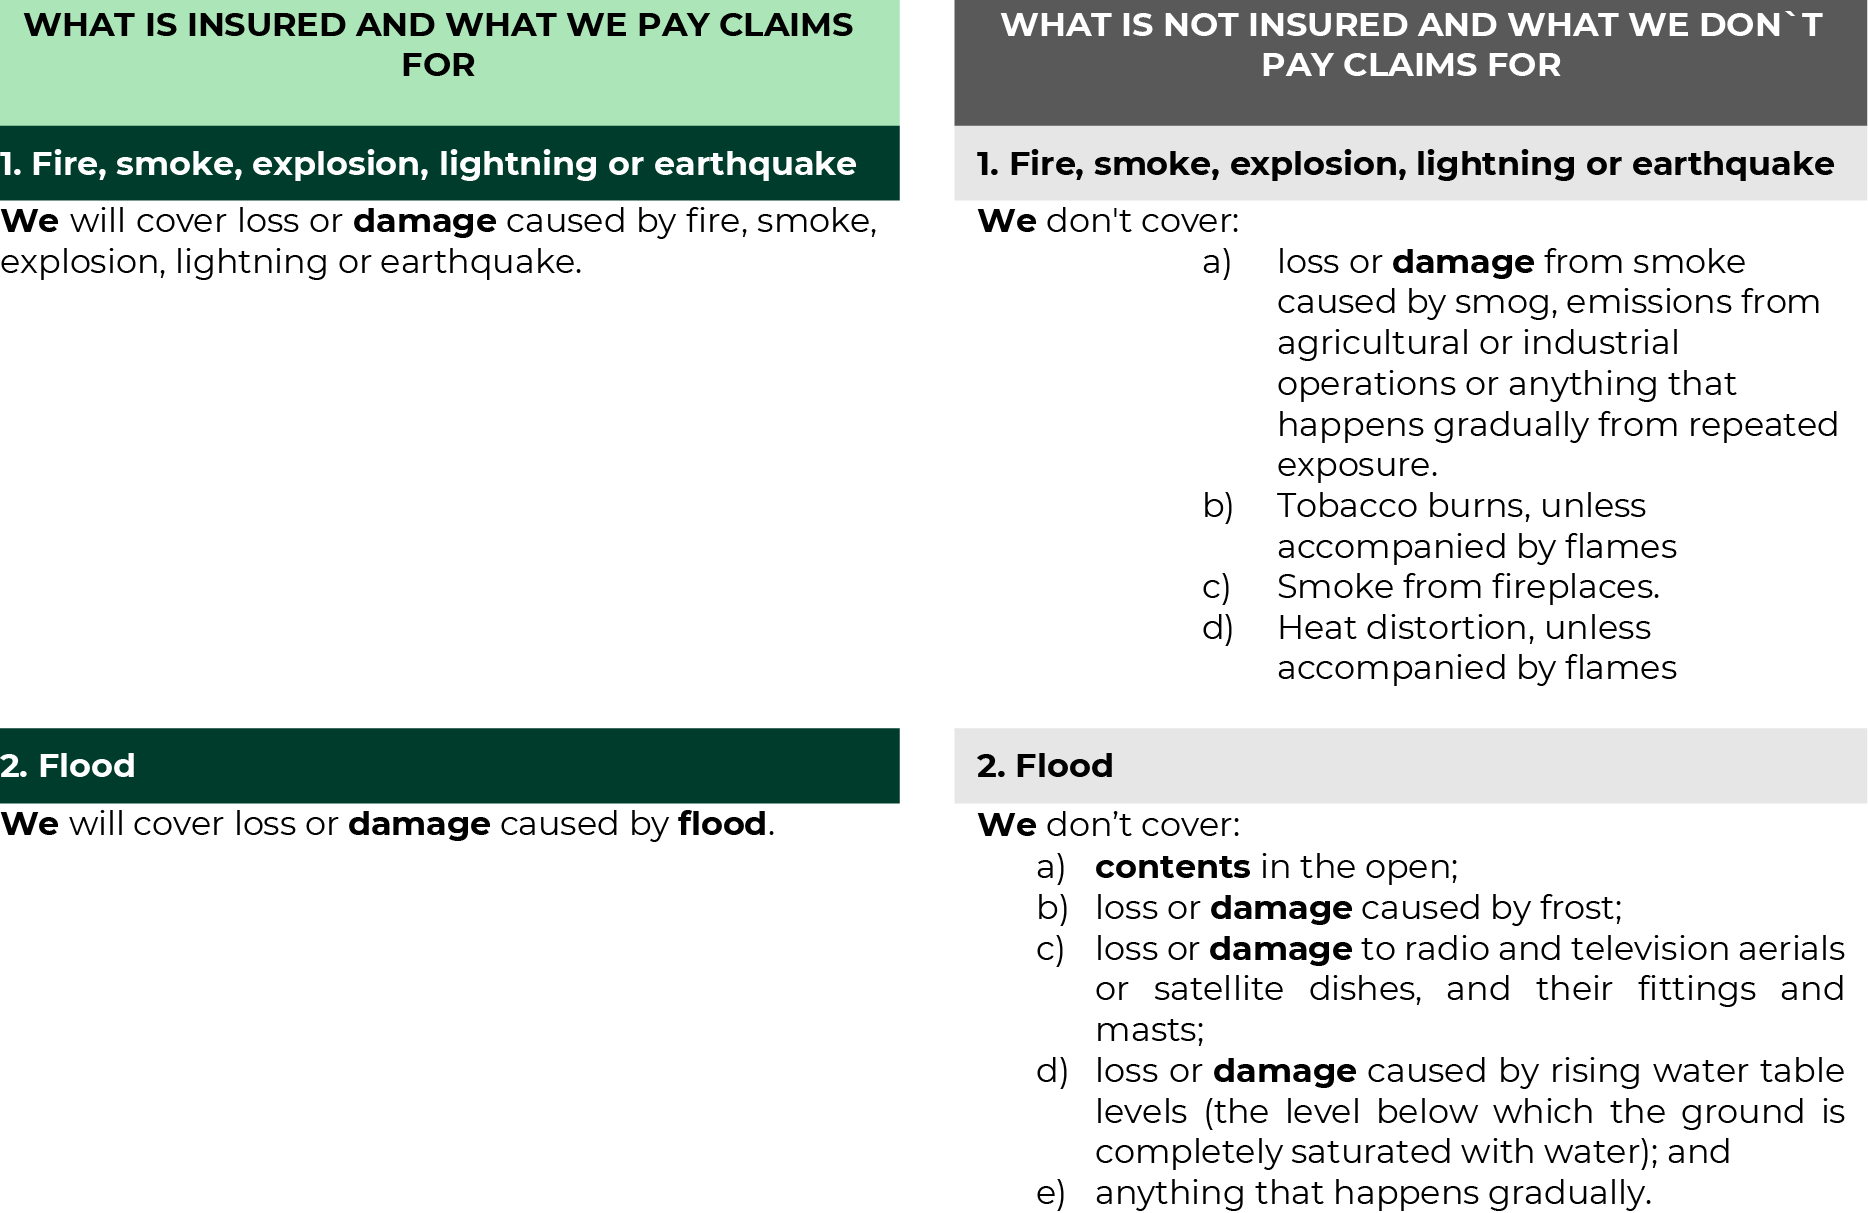 WHAT IS INSURED AND WHAT WE PAY CLAIMS
FOR
1. Fire, smoke, explosion, lightning or earthquake
We will cover loss or damage caused by fire, smoke,
explosion, lightning or earthquake.
WHAT IS NOT INSURED AND WHAT WE DON`T
PAY CLAIMS FOR
1. Fire, smoke, explosion, lightning or earthquake
We don't cover:
a) loss or damage from smoke
caused by smog, emissions from
agricultural or industrial
operations or anything that
happens gradually from repeated
exposure.
b) Tobacco burns, unless
accompanied by flames
c) Smoke from fireplaces.
d) Heat distortion, unless
accompanied by flames
2. Flood
We will cover loss or damage caused by flood.
2. Flood
We don’t cover:
a) contents in the open;
b) loss or damage caused by frost;
c) loss or damage to radio and television aerials
or satellite dishes, and their fittings and
masts;
d) loss or damage caused by rising water table
levels (the level below which the ground is
completely saturated with water); and
e) anything that happens gradually.